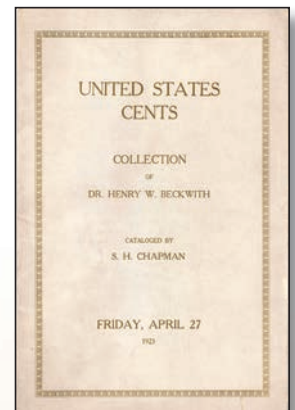 UNITED STATES
CENTS
COLLECTION
OF
DR. HENRY W. BECKWITH
CATALOGED BY
S. H. CHAPMAN
FRIDAY, APRIL 27
1923